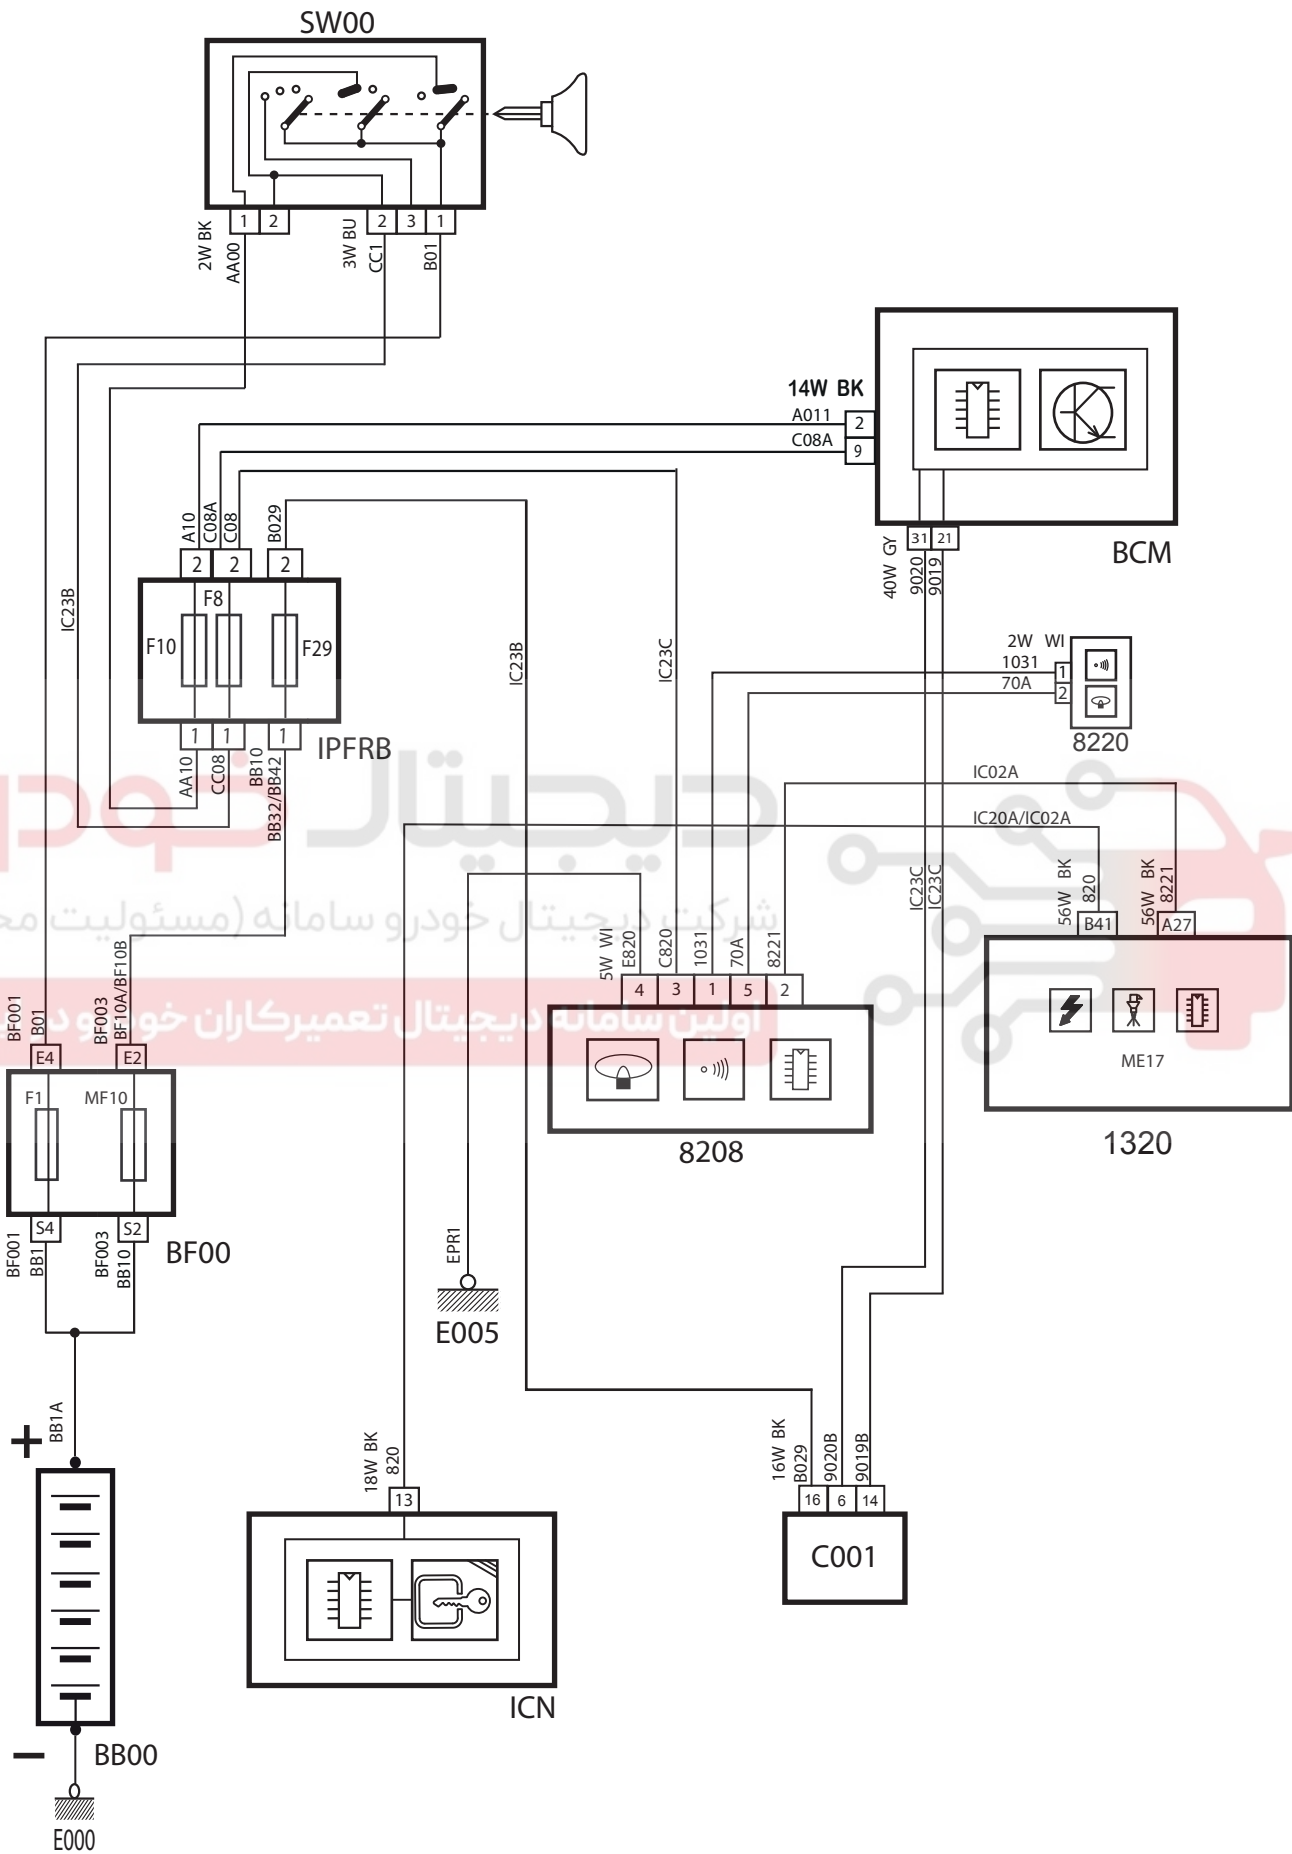 SW00
1 2 2 3 1
2W BK
AA00
3W BU
CC1
B01
14W BK
A011
2
C08A
9
BCM
31 21
40W GY
9020
9019
A10
C08A
C08
B029
2 2 2
F8
F10
F29
1 1 1
IPFRB
AA10
CC08
BB10
BB32/BB42
IC23B
IC23B
IC23C
2W WI
1031
1
70A
2
8220
IC02A
IC20A/IC02A
دیجیتال خودرو
شرکت دیجیتال خودرو سامانه (مسئولیت
اولین سامانه دیجیتال تعمیرکاران خودرو در
IC23C
IC23C
56W BK
820
56W BK
8221
B41 A27
ME17
1320
5W WI
E820
C820
1031
70A
8221
4 3 1 5 2
8208
BF001
B01
BF003
BF10A/BF10B
E4 E2
F1 MF10
S4 S2
BF00
BF001
BB1
BF003
BB10
EPR1
E005
BB1A
+
−
BB00
E000
18W BK
820
13
ICN
16W BK
B029
9020B
9019B
16 6 14
C001